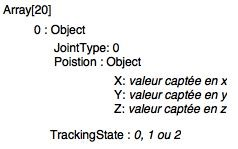 Array[20]
0 : Object
JointType: 0
Poistion : Object
X: valeur captée en x
Y: valeur captée en y
Z: valeur captée en z
TrackingState : 0, 1 ou 2